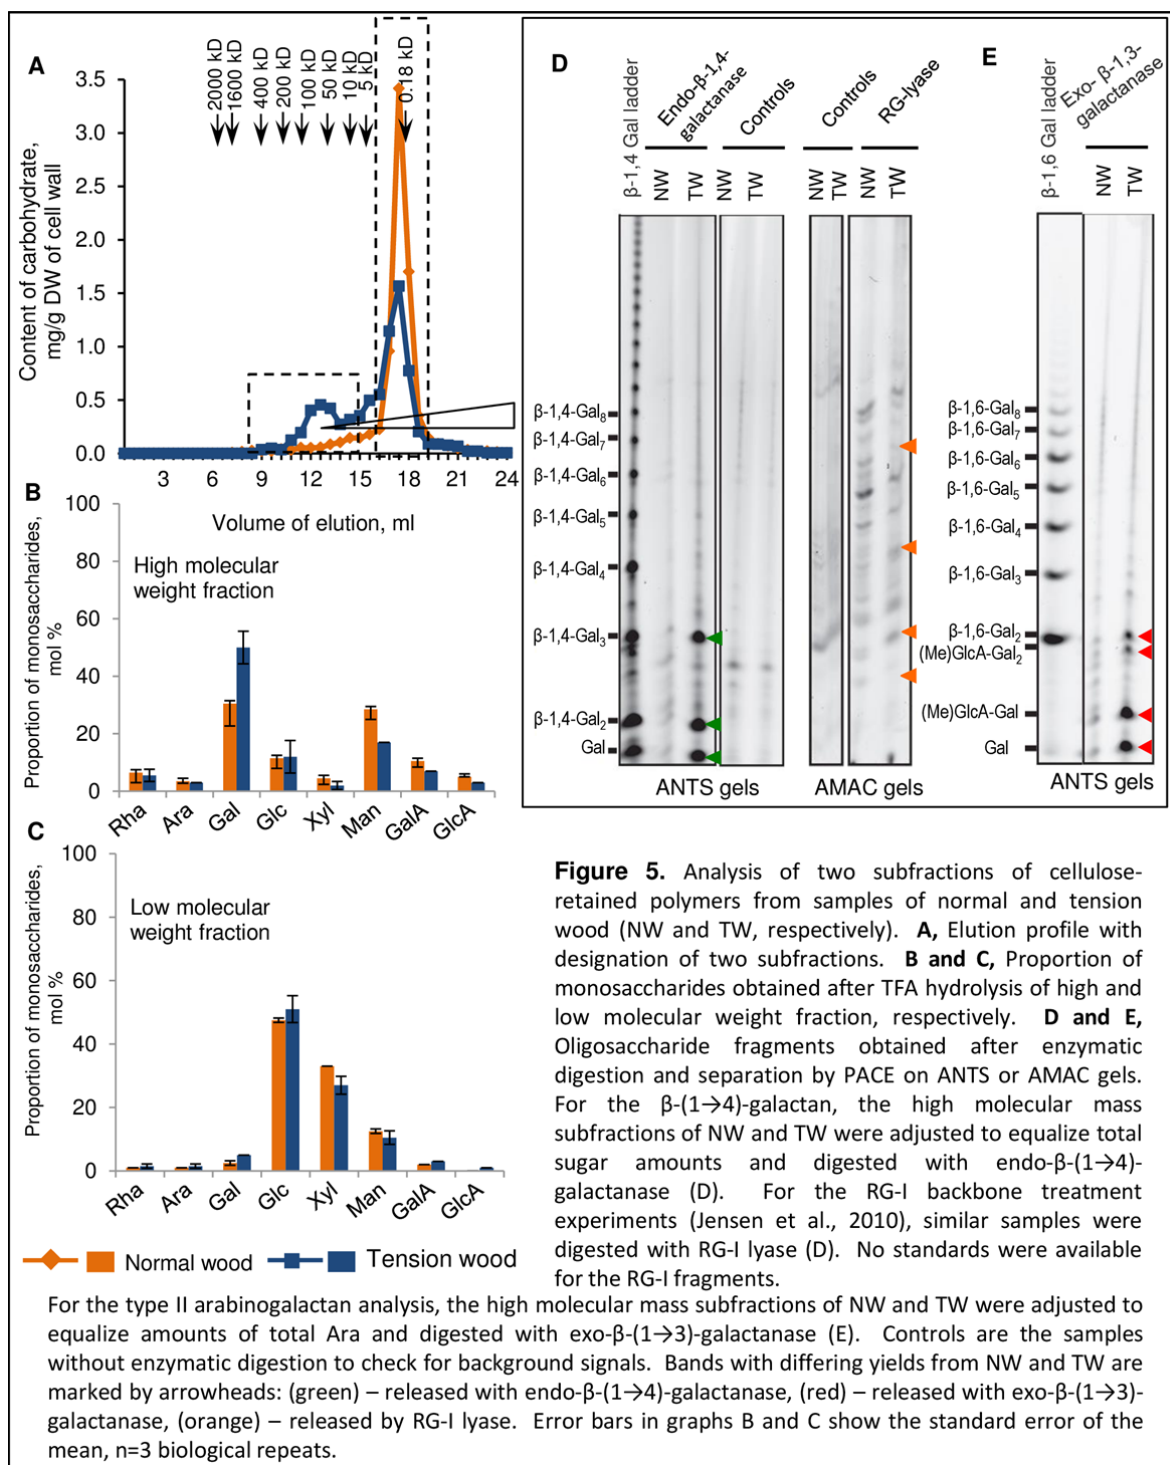 A
2000 kD
1600 kD
400 kD
200 kD
100 kD
50 kD
10 kD
5 kD
0.18 kD
Content of carbohydrate,
mg/g DW of cell wall
3.5
3.0
2.5
2.0
1.5
1.0
0.5
0.0
3 6 9 12 15 18 21 24
Volume of elution, ml
B
Proportion of monosaccharides,
mol %
100
80
60
40
20
0
High molecular
weight fraction
Rha Ara Gal Glc Xyl Man GalA GlcA
C
Proportion of monosaccharides,
mol %
100
80
60
40
20
0
Low molecular
weight fraction
Rha Ara Gal Glc Xyl Man GalA GlcA
Normal wood Tension wood
D
β-1,4 Gal ladder
Endo-β-1,4-
galactanase
Controls
Controls
RG-lyase
NW TW NW TW NW TW NW TW
β-1,4-Gal8
β-1,4-Gal7
β-1,4-Gal6
β-1,4-Gal5
β-1,4-Gal4
β-1,4-Gal3
β-1,4-Gal2
Gal
ANTS gels
AMAC gels
E
β-1,6 Gal ladder
Exo- β-1,3-
galactanase
NW TW
β-1,6-Gal8
β-1,6-Gal7
β-1,6-Gal6
β-1,6-Gal5
β-1,6-Gal4
β-1,6-Gal3
β-1,6-Gal2
(Me)GlcA-Gal2
(Me)GlcA-Gal
Gal
ANTS gels
Figure 5. Analysis of two subfractions of cellulose-
retained polymers from samples of normal and tension
wood (NW and TW, respectively). A, Elution profile with
designation of two subfractions. B and C, Proportion of
monosaccharides obtained after TFA hydrolysis of high and
low molecular weight fraction, respectively. D and E,
Oligosaccharide fragments obtained after enzymatic
digestion and separation by PACE on ANTS or AMAC gels.
For the β-(1→4)-galactan, the high molecular mass
subfractions of NW and TW were adjusted to equalize total
sugar amounts and digested with endo-β-(1→4)-
galactanase (D). For the RG-I backbone treatment
experiments (Jensen et al., 2010), similar samples were
digested with RG-I lyase (D). No standards were available
for the RG-I fragments.
For the type II arabinogalactan analysis, the high molecular mass subfractions of NW and TW were adjusted to
equalize amounts of total Ara and digested with exo-β-(1→3)-galactanase (E). Controls are the samples
without enzymatic digestion to check for background signals. Bands with differing yields from NW and TW are
marked by arrowheads: (green) – released with endo-β-(1→4)-galactanase, (red) – released with exo-β-(1→3)-
galactanase, (orange) – released by RG-I lyase. Error bars in graphs B and C show the standard error of the
mean, n=3 biological repeats.